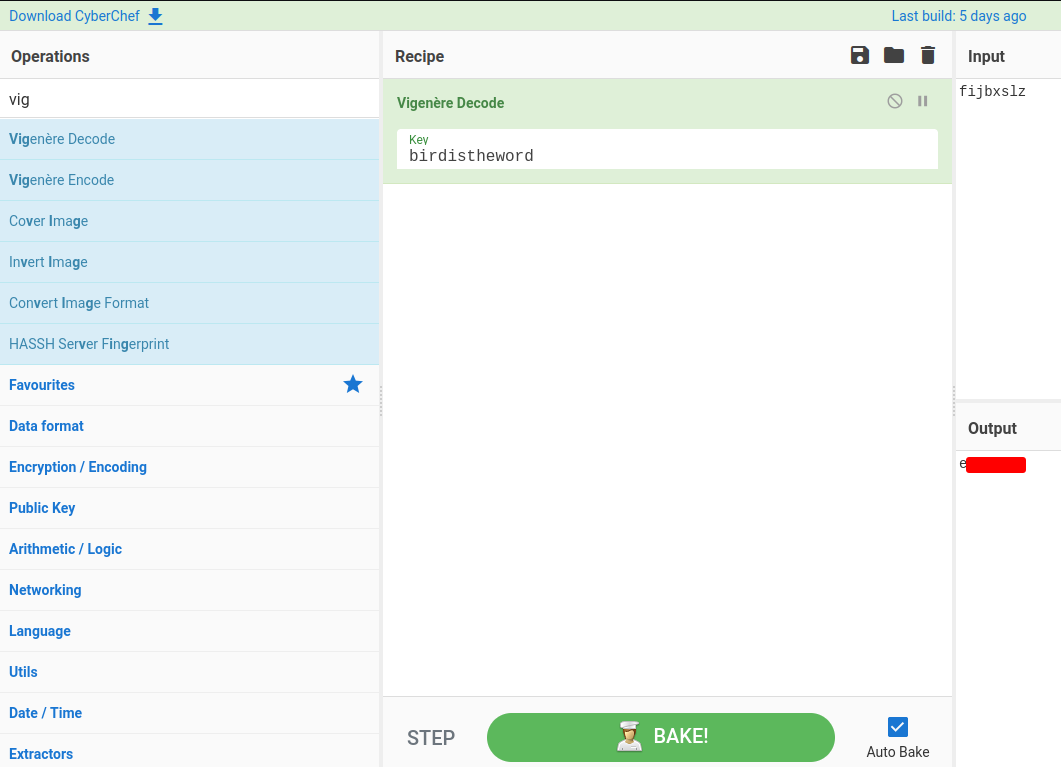 Download CyberChef
Last build: 5 days ago
Operations
vig
Vigenère Decode
Vigenère Encode
Cover Image
Invert Image
Convert Image Format
HASSH Server Fingerprint
Favourites
Data format
Encryption / Encoding
Public Key
Arithmetic / Logic
Networking
Language
Utils
Date / Time
Extractors
Recipe
Vigenère Decode
Key
birdistheword
STEP
BAKE!
Auto Bake
Input
fijbxslz
Output
e